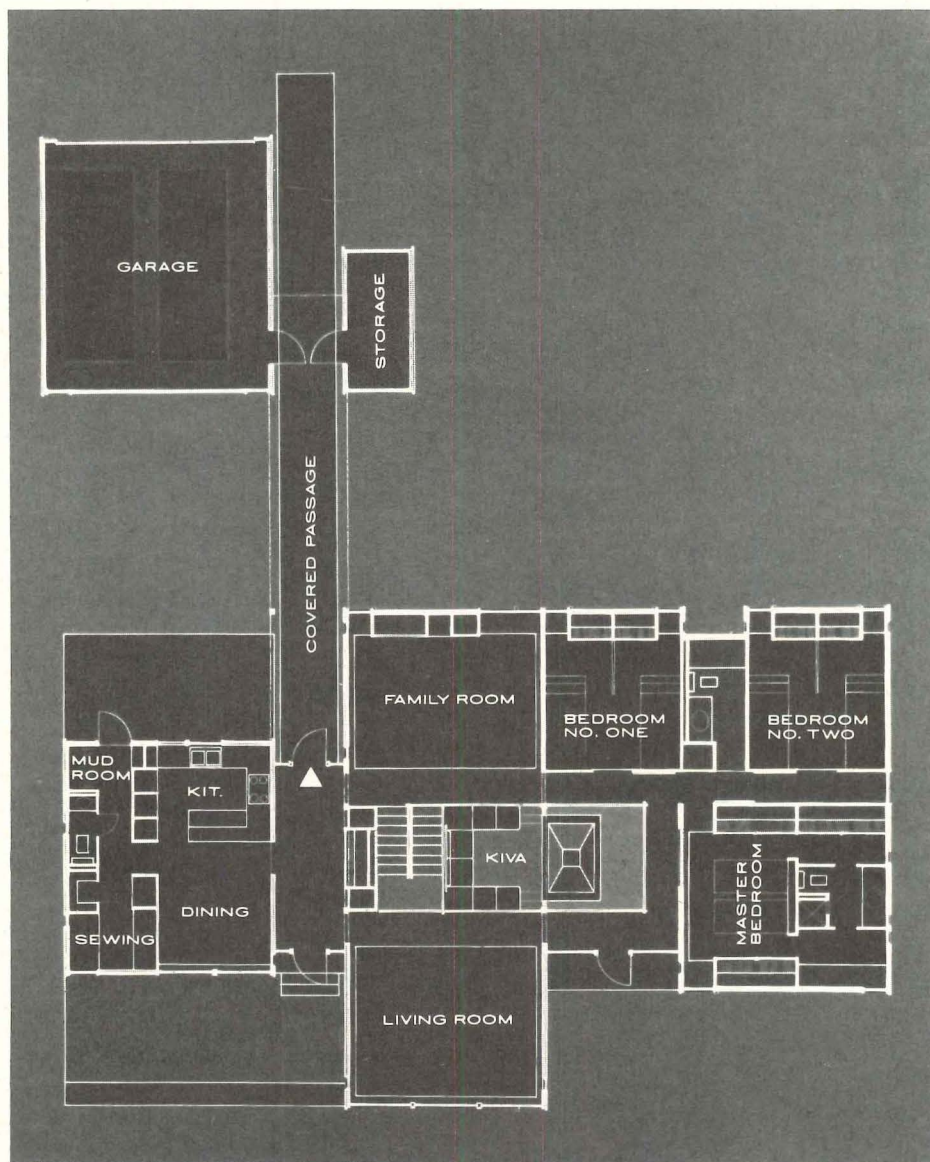 GARAGE
STORAGE
COVERED PASSAGE
FAMILY ROOM
BEDROOM
NO. ONE
BEDROOM
NO. TWO
MUD
ROOM
KIT.
KIVA
MASTER
BEDROOM
DINING
SEWING
LIVING ROOM